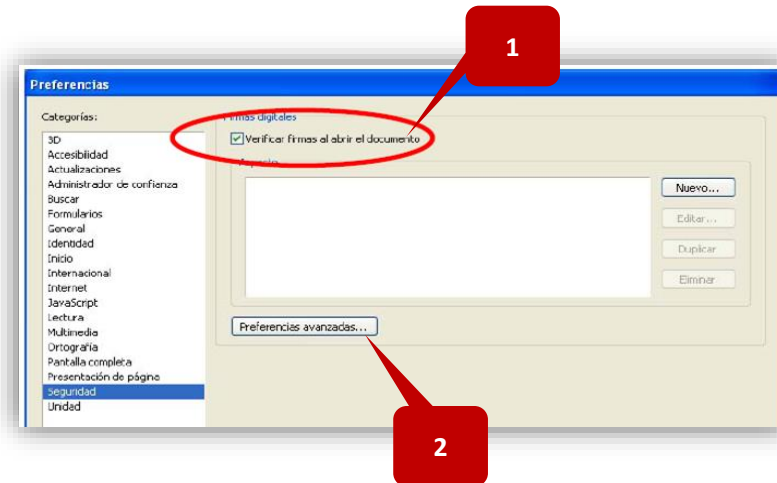 1
Preferencias
Categorías:
3D
Accesibilidad
Actualizaciones
Administrador de confianza
Buscar
Formularios
General
Identidad
Inicio
Internacional
Internet
JavaScript
Lectura
Multimedia
Ortografía
Pantalla completa
Presentación de página
Seguridad
Unidad
Firmas digitales
Verificar firmas al abrir el documento
Nuevo...
Editar...
Duplicar
Eliminar
Preferencias avanzadas...
2